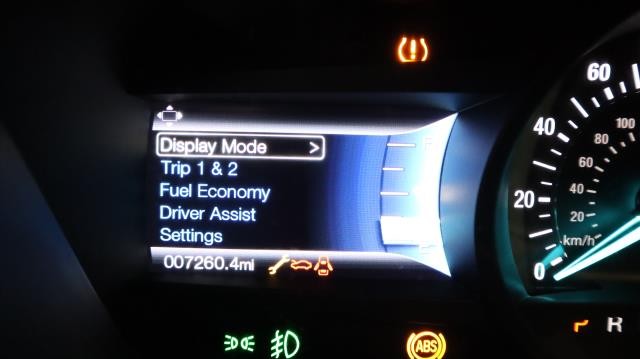 Display Mode >
Trip 1 & 2
Fuel Economy
Driver Assist
Settings
007260.4mi
ABS
60
40
20
0
100
80
60
40
20
km/h
R